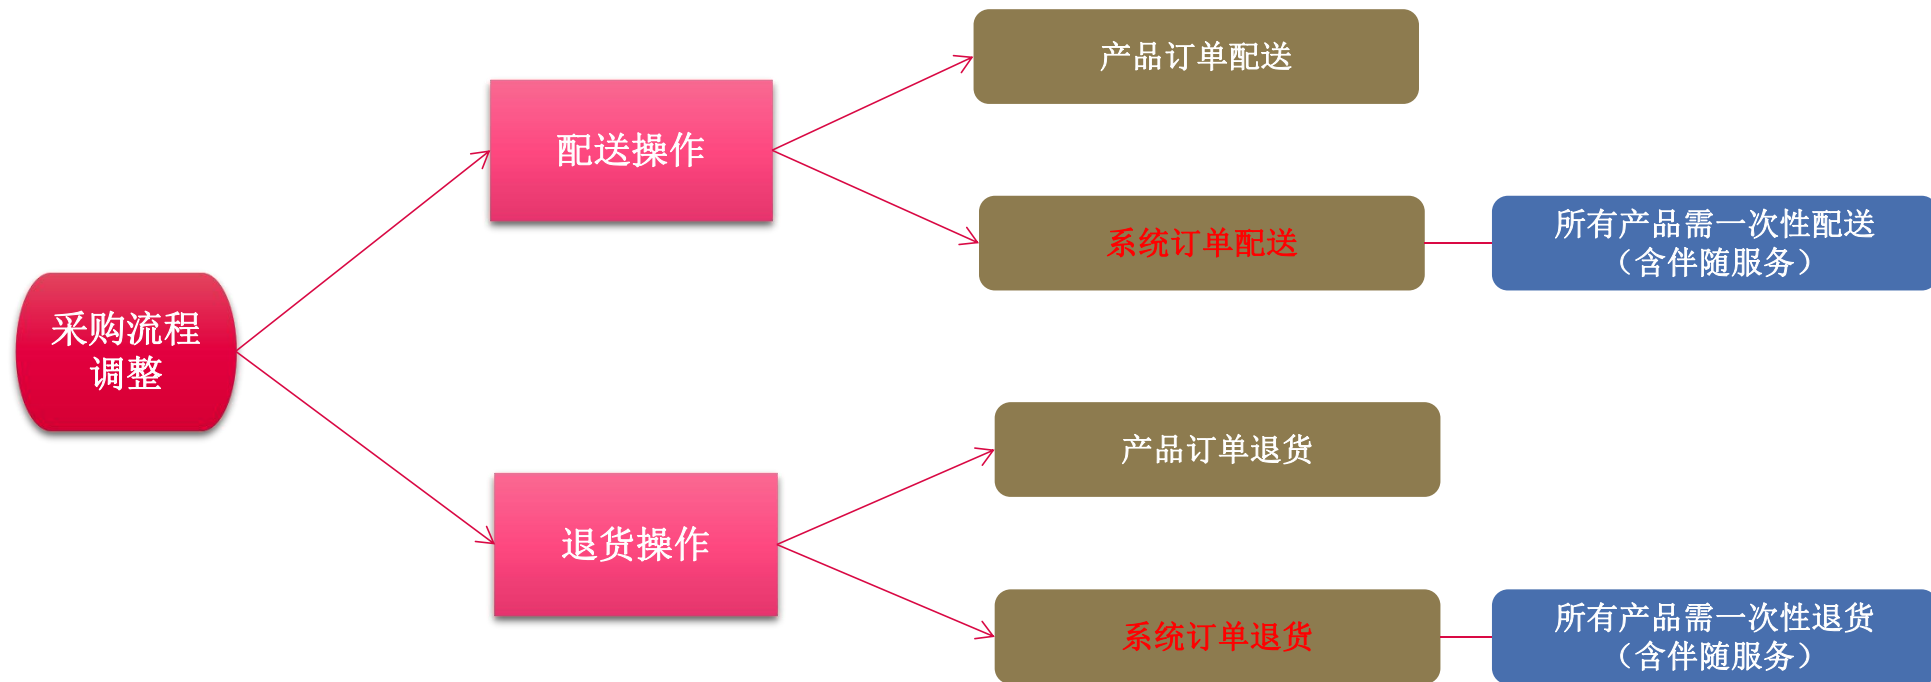 产品订单配送
配送操作
系统订单配送
所有产品需一次性配送
（含伴随服务）
采购流程
调整
产品订单退货
退货操作
系统订单退货
所有产品需一次性退货
（含伴随服务）